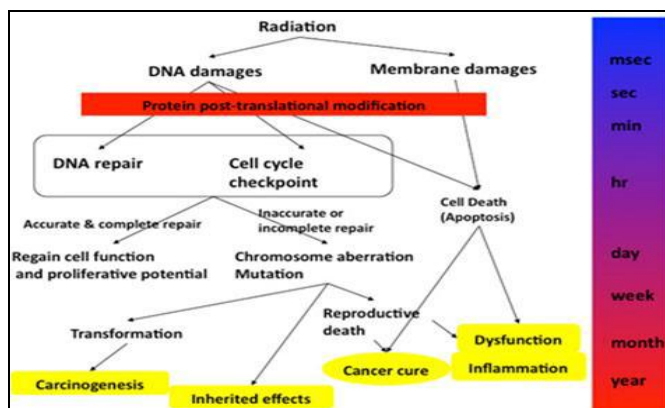 Radiation
DNA damages
Membrane damages
Protein post-translational modification
DNA repair
Cell cycle
checkpoint
Cell Death
(Apoptosis)
Accurate & complete repair
Inaccurate or
incomplete repair
Regain cell function
and proliferative potential
Chromosome aberration
Mutation
Transformation
Reproductive
death
Dysfunction
Inflammation
Carcinogenesis
Inherited effects
Cancer cure
msec
sec
min
hr
day
week
month
year